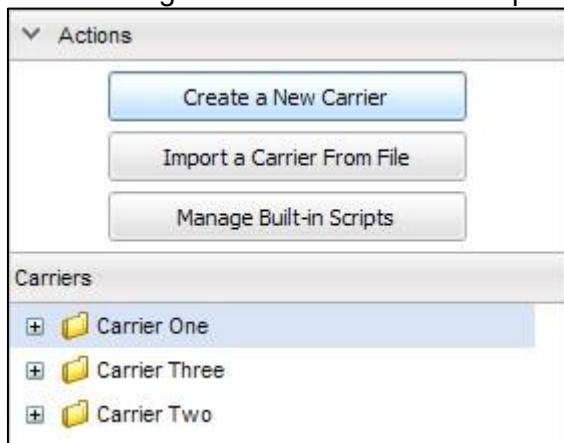 Actions
Create a New Carrier
Import a Carrier From File
Manage Built-in Scripts
Carriers
Carrier One
Carrier Three
Carrier Two